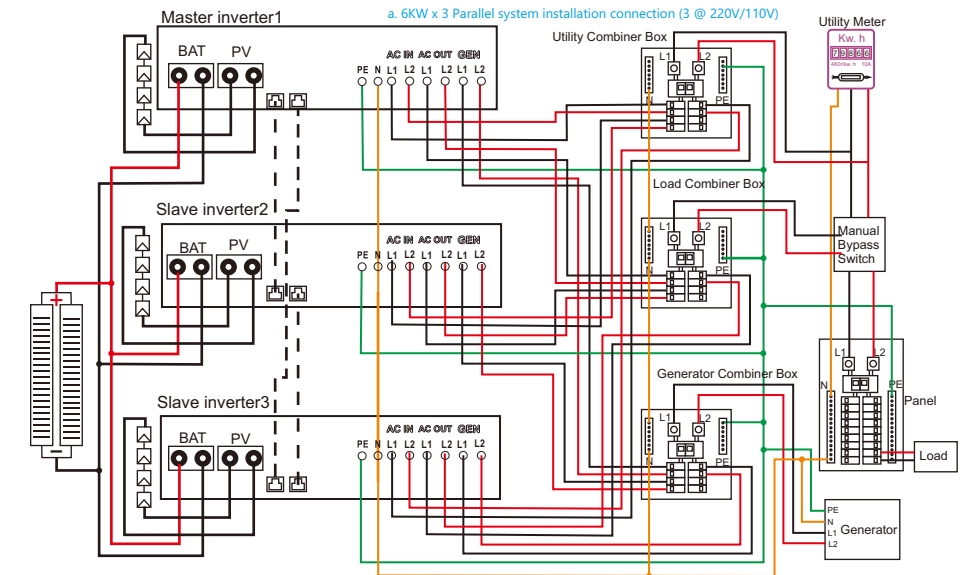 a. 6KW x 3 Parallel system installation connection (3 @ 220V/110V)
Master inverter1
BAT PV
AC IN AC OUT GEN
PE N L1 L2 L1 L2 L1 L2
Utility Combiner Box
L1 L2
N PE
Utility Meter
Kw. h
Slave inverter2
BAT PV
AC IN AC OUT GEN
PE N L1 L2 L1 L2 L1 L2
Load Combiner Box
L1 L2
N PE
Manual
Bypass
Switch
Slave inverter3
BAT PV
AC IN AC OUT GEN
PE N L1 L2 L1 L2 L1 L2
Generator Combiner Box
L1 L2
N PE
L1 L2
N PE
Panel
Load
PE
N
L1
L2
Generator
+
−